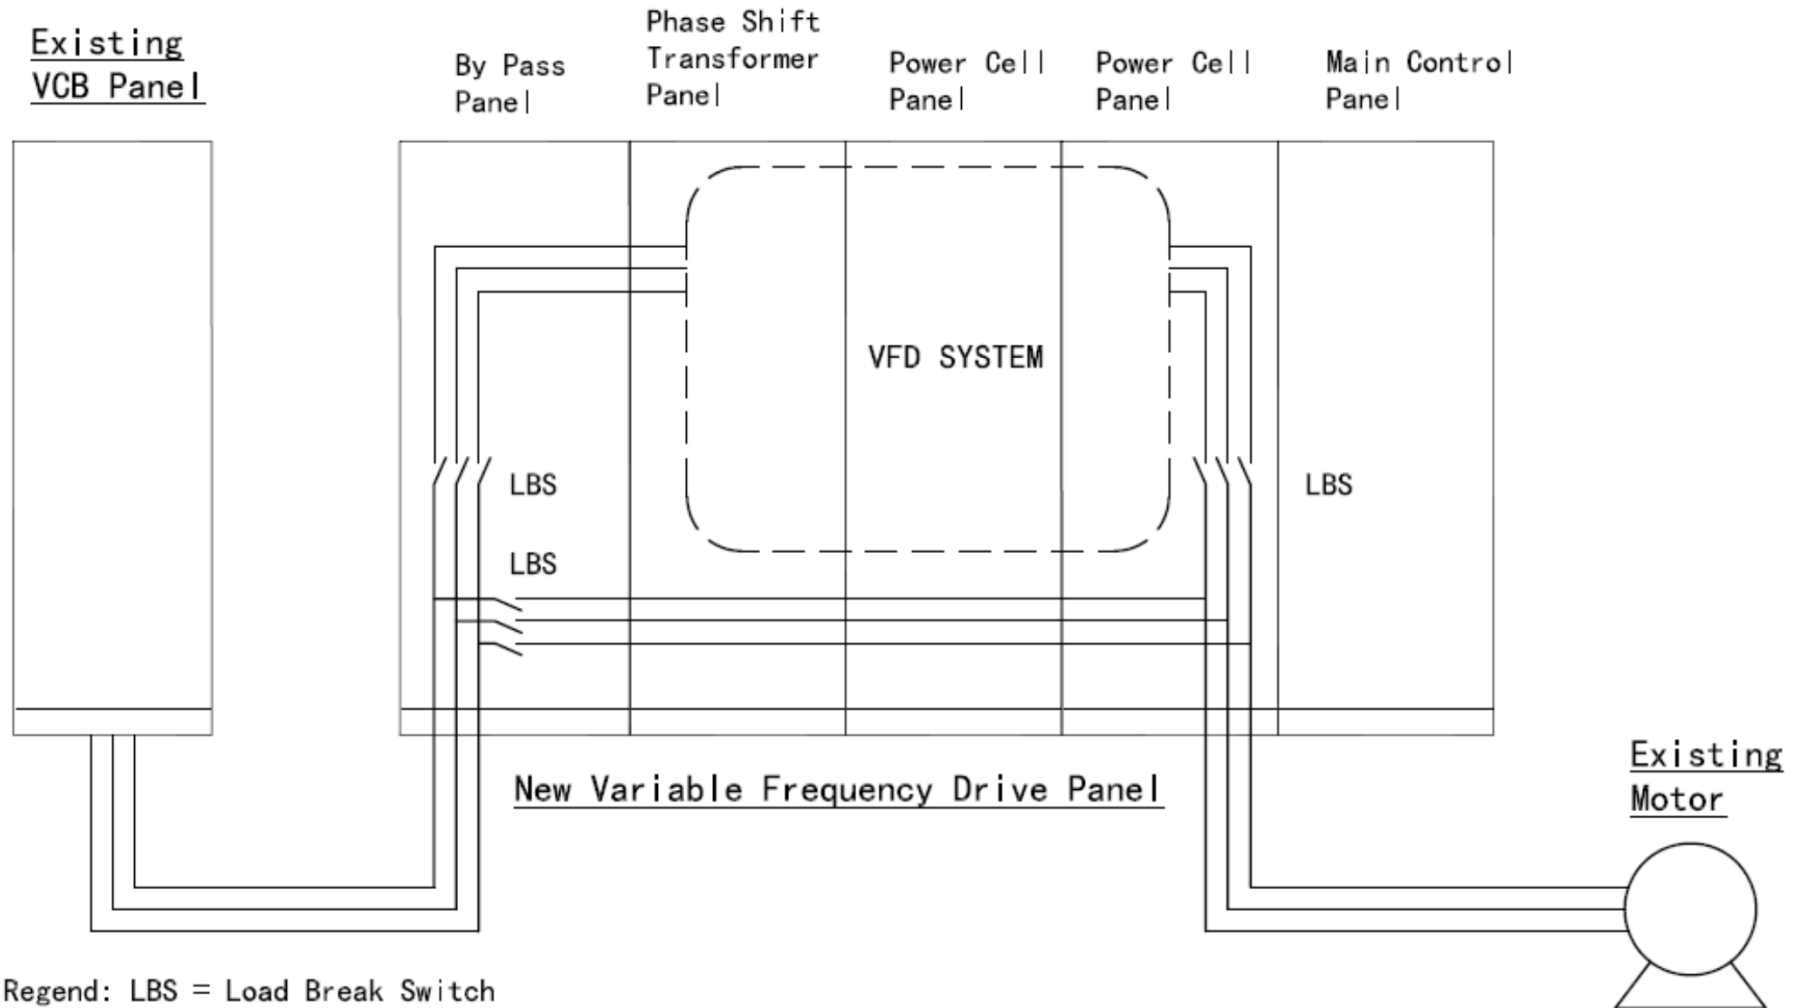 Existing
VCB Panel
By Pass
Panel
Phase Shift
Transformer
Panel
Power Cell
Panel
Power Cell
Panel
Main Control
Panel
VFD SYSTEM
LBS
LBS
LBS
New Variable Frequency Drive Panel
Existing
Motor
Regend: LBS = Load Break Switch